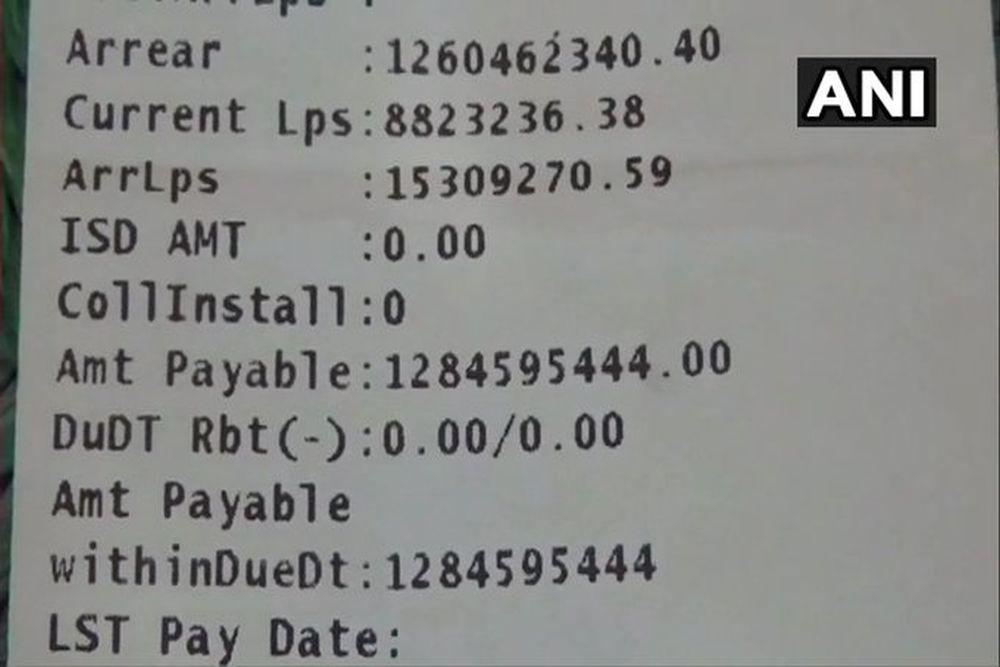 Arrear :1260462340.40
ANI
Current Lps:8823236.38
ArrLps :15309270.59
ISD AMT :0.00
CollInstall:0
Amt Payable:1284595444.00
DuDT Rbt(-):0.00/0.00
Amt Payable
withinDueDt:1284595444
LST Pay Date: